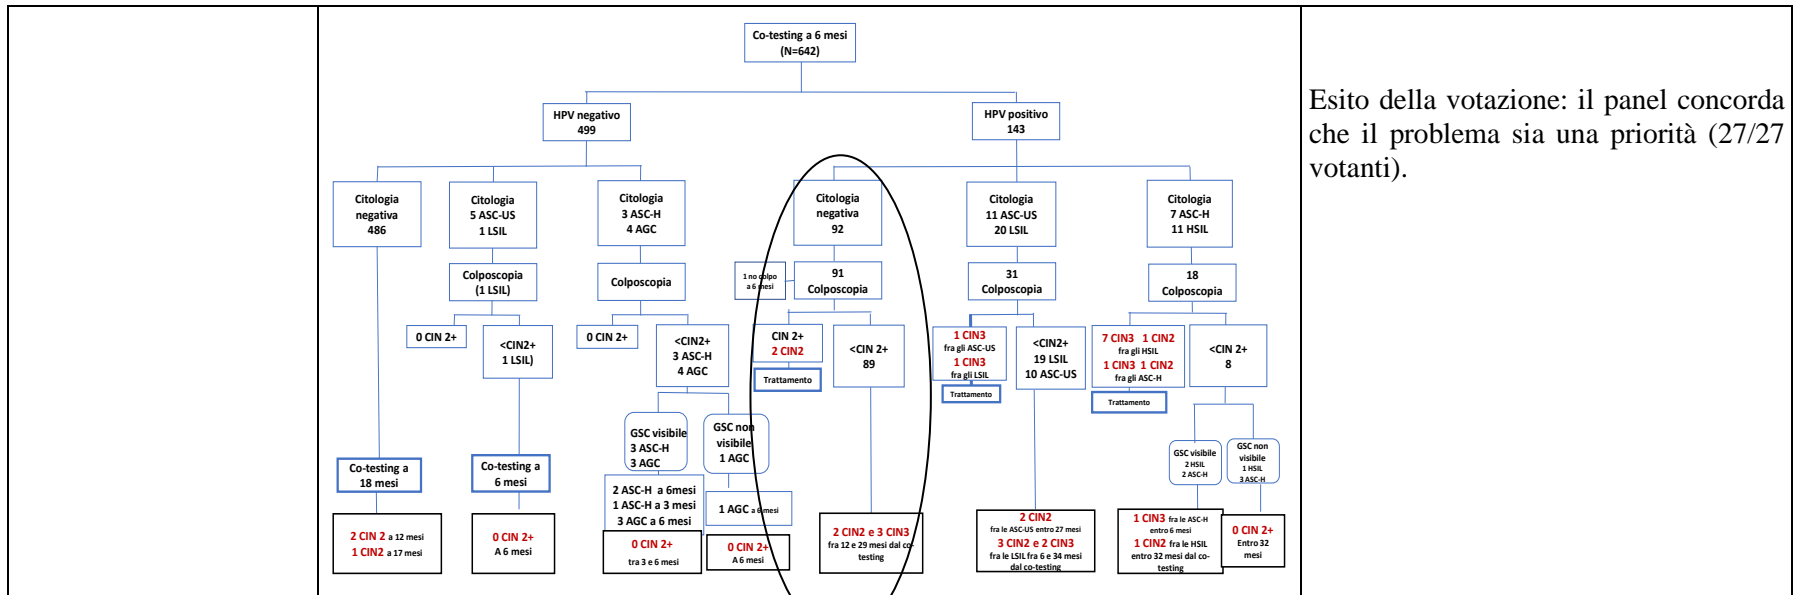 Co-testing a 6 mesi
(N=642)
HPV negativo
499
HPV positivo
143
Citologia
negativa
486
Citologia
5 ASC-US
1 LSIL
Citologia
3 ASC-H
4 AGC
Citologia
negativa
92
Citologia
11 ASC-US
20 LSIL
Citologia
7 ASC-H
11 HSIL
Colposcopia
(1 LSIL)
Colposcopia
1 no colpo
a 6 mesi
91
Colposcopia
31
Colposcopia
18
Colposcopia
0 CIN 2+
<CIN2+
1 LSIL)
0 CIN 2+
<CIN2+
3 ASC-H
4 AGC
CIN 2+
2 CIN2
Trattamento
<CIN 2+
89
1 CIN3
fra gli ASC-US
1 CIN3
fra gli LSIL
Trattamento
<CIN2+
19 LSIL
10 ASC-US
7 CIN3 1 CIN2
fra gli HSIL
1 CIN3 1 CIN2
fra gli ASC-H
Trattamento
<CIN 2+
8
GSC visibile
3 ASC-H
3 AGC
GSC non
visibile
1 AGC
GSC visibile
2 HSIL
2 ASC-H
GSC non
visibile
1 HSIL
3 ASC-H
Co-testing a
18 mesi
Co-testing a
6 mesi
2 ASC-H a 6mesi
1 ASC-H a 3 mesi
3 AGC a 6 mesi
1 AGC a 6 mesi
2 CIN 2 a 12 mesi
1 CIN2 a 17 mesi
0 CIN 2+
A 6 mesi
0 CIN 2+
tra 3 e 6 mesi
0 CIN 2+
A 6 mesi
2 CIN2 e 3 CIN3
fra 12 e 29 mesi dal co-
testing
2 CIN2
fra le ASC-US entro 27 mesi
3 CIN2 e 2 CIN3
fra le LSIL fra 6 e 34 mesi
dal co-testing
1 CIN3 fra le ASC-H
entro 6 mesi
1 CIN2 fra le HSIL
entro 32 mesi dal co-
testing
0 CIN 2+
Entro 32
mesi
Esito della votazione: il panel concorda
che il problema sia una priorità (27/27
votanti).